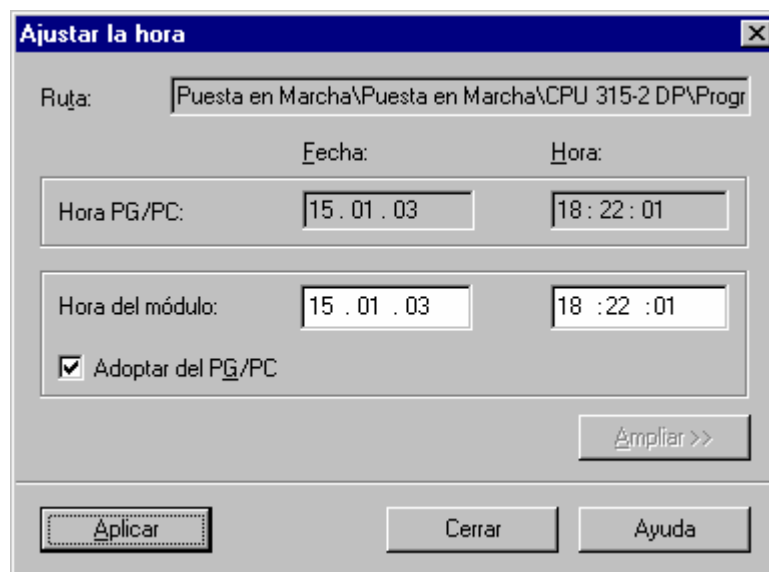 Ajustar la hora
Ruta: Puesta en Marcha\Puesta en Marcha\CPU 315-2 DP\Progr
Fecha: Hora:
Hora PG/PC: 15 . 01 . 03 18 : 22 : 01
Hora del módulo: 15 . 01 . 03 18 :22 :01
Adoptar del PG/PC
Ampliar >>
Aplicar Cerrar Ayuda